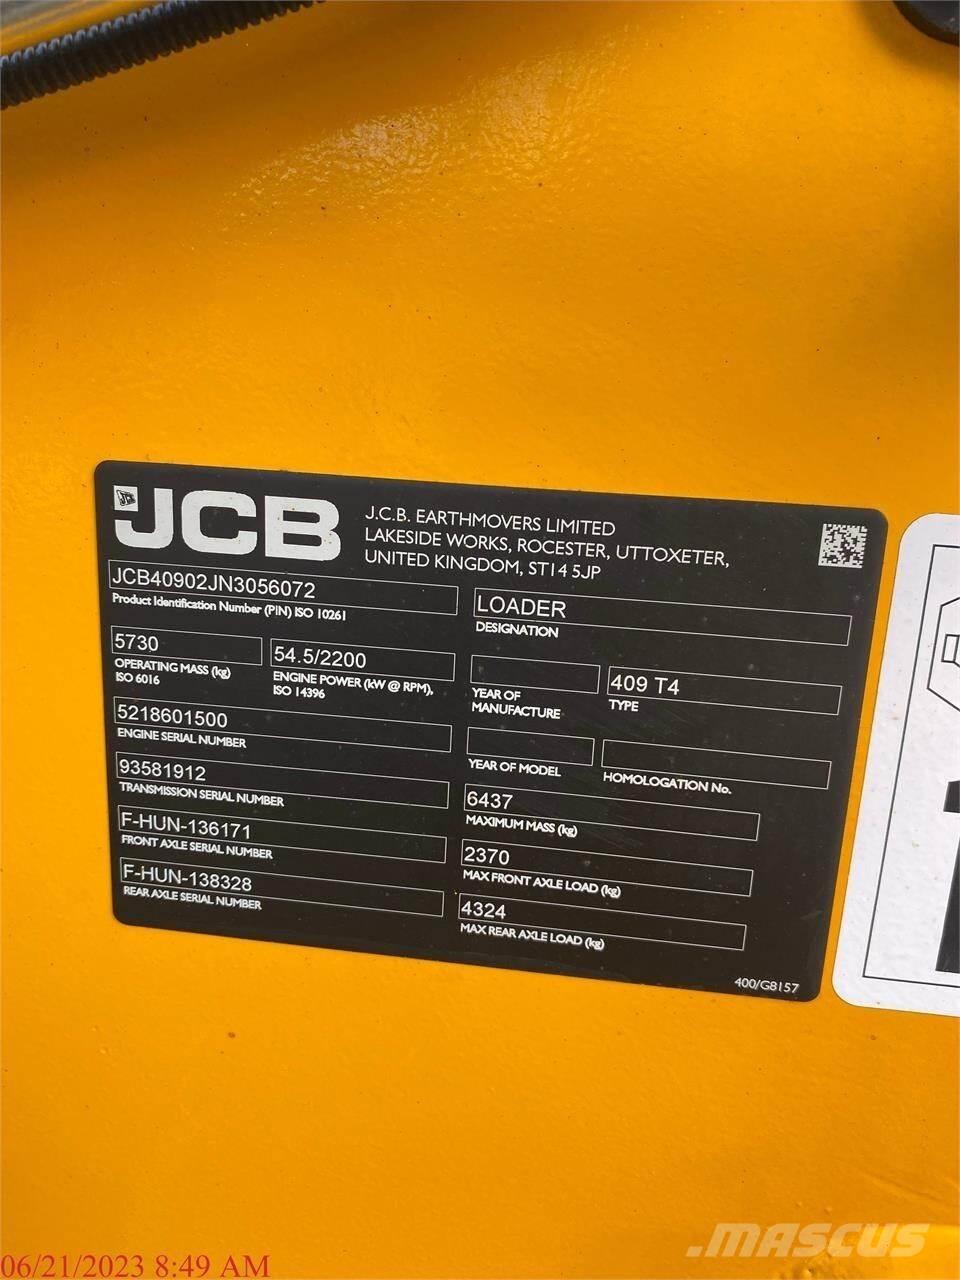 JCB
J.C.B. EARTHMOVERS LIMITED
LAKESIDE WORKS, ROCESTER, UTTOXETER,
UNITED KINGDOM, ST14 5JP
JCB40902JN3056072
Product Identification Number (PIN) ISO 10261
LOADER
DESIGNATION
5730
OPERATING MASS (kg)
ISO 6016
54.5/2200
ENGINE POWER (kW @ RPM),
ISO 14396
YEAR OF
MANUFACTURE
409 T4
TYPE
5218601500
ENGINE SERIAL NUMBER
YEAR OF MODEL
HOMOLOGATION No.
93581912
TRANSMISSION SERIAL NUMBER
6437
MAXIMUM MASS (kg)
F-HUN-136171
FRONT AXLE SERIAL NUMBER
2370
MAX FRONT AXLE LOAD (kg)
F-HUN-138328
REAR AXLE SERIAL NUMBER
4324
MAX REAR AXLE LOAD (kg)
400/G8157
06/21/2023 8:49 AM
.MASCUS